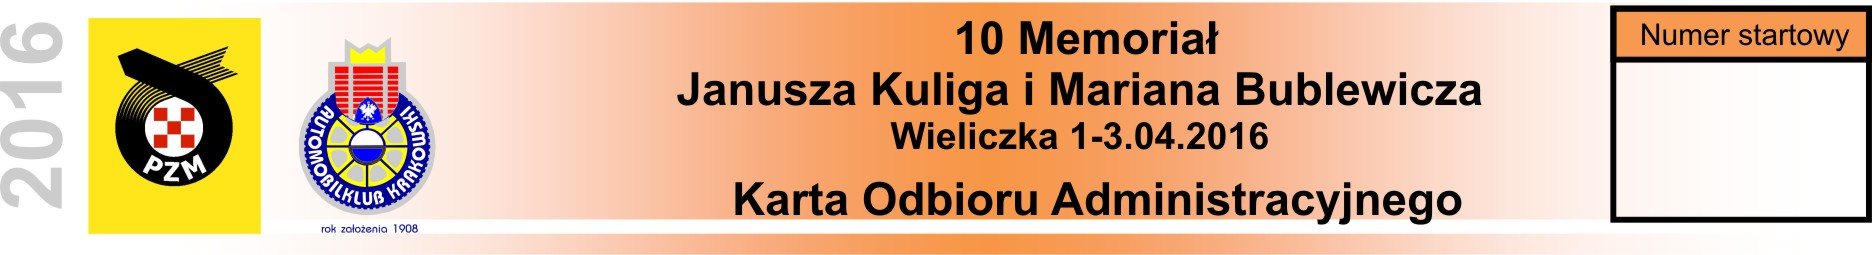 2016
PZM
AUTOMOBILKLUB KRAKOWSKI
rok założenia 1908
10 Memoriał
Janusza Kuliga i Mariana Bublewicza
Wieliczka 1-3.04.2016
Karta Odbioru Administracyjnego
Numer startowy